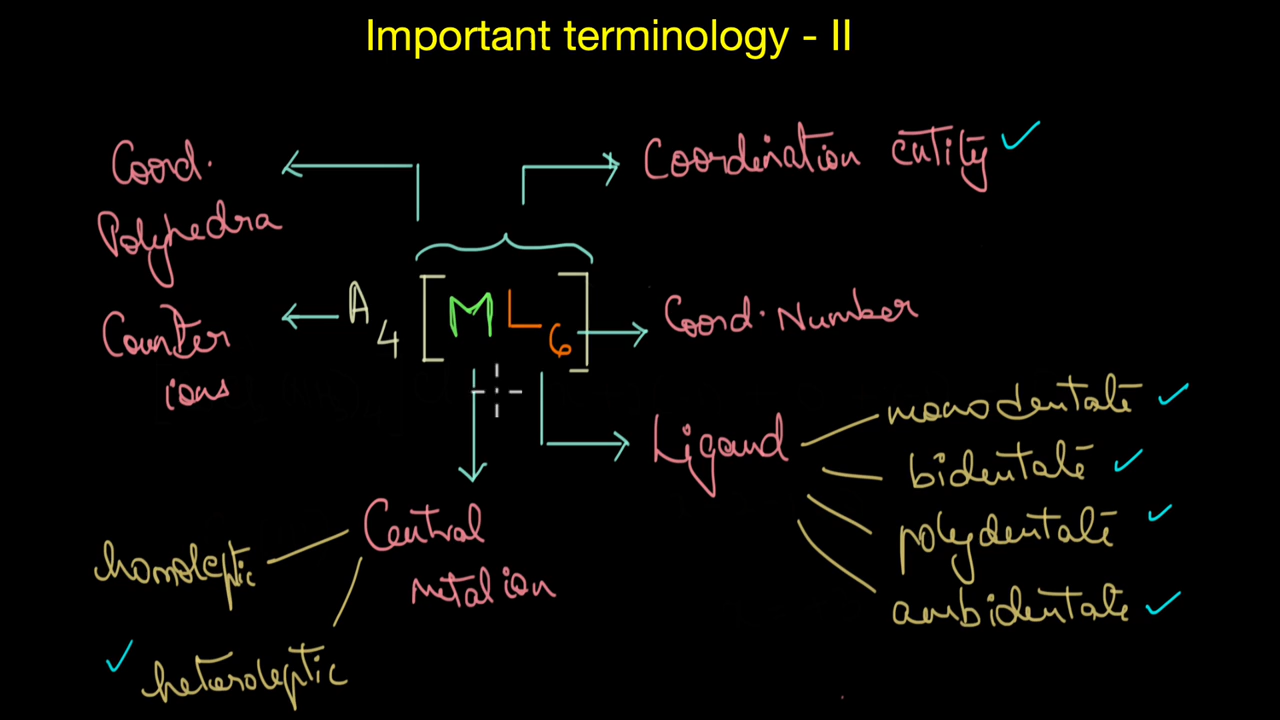 Important terminology - II
Coord.
Polyhedra
Coordination entity
A4 [ML6]
Counter
ions
Coord. Number
Ligand
monodentate
bidentate
polydentate
ambidentate
Central
metal ion
homoleptic
heteroleptic